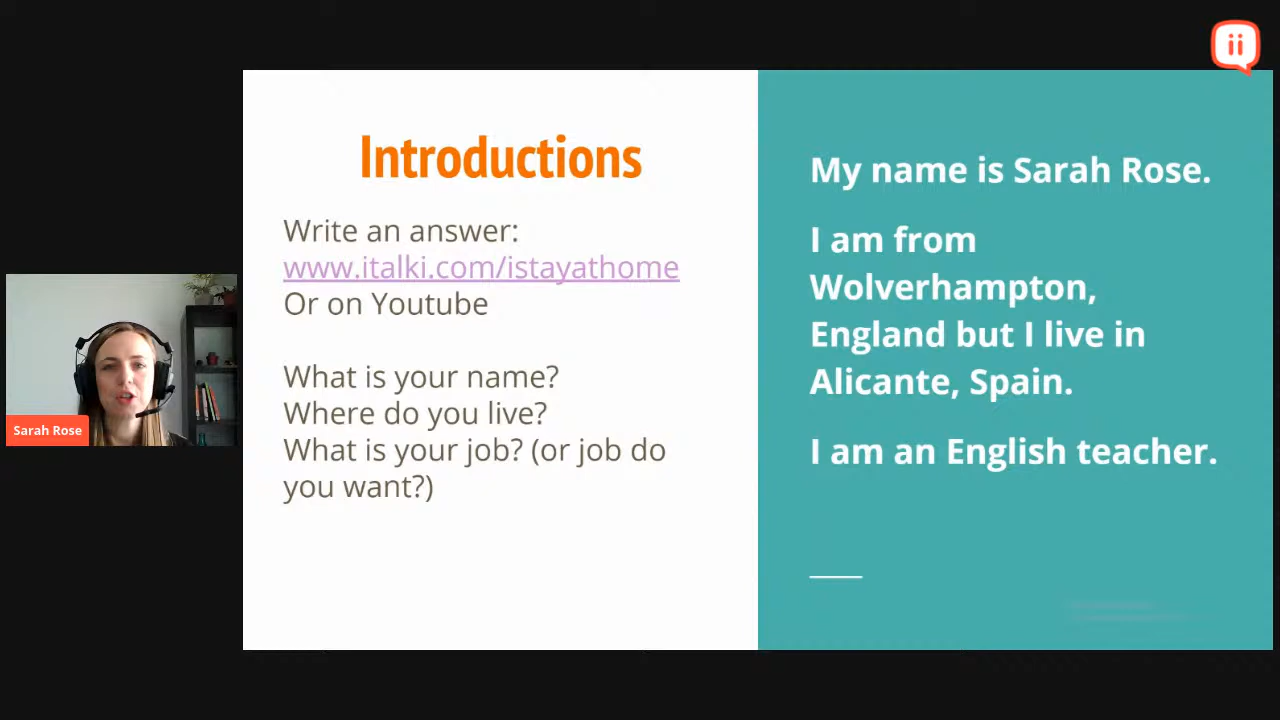 Introductions
Write an answer:
www.italki.com/istayathome
Or on Youtube
What is your name?
Where do you live?
What is your job? (or job do
you want?)
My name is Sarah Rose.
I am from
Wolverhampton,
England but I live in
Alicante, Spain.
I am an English teacher.
Sarah Rose